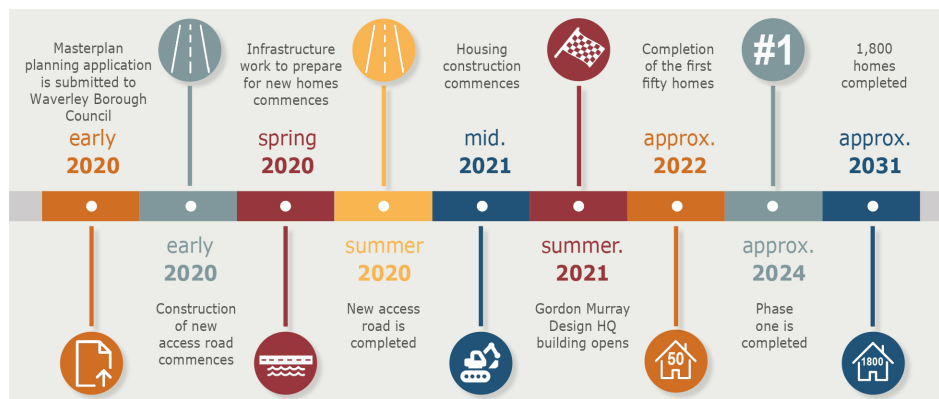 Masterplan
planning application
is submitted to
Waverley Borough
Council
early
2020
Infrastructure
work to prepare
for new homes
commences
spring
2020
Housing
construction
commences
mid.
2021
Completion
of the first
fifty homes
approx.
2022
#1
1,800
homes
completed
approx.
2031
early
2020
Construction
of new
access road
commences
summer
2020
New access
road is
completed
summer.
2021
Gordon Murray
Design HQ
building opens
50
approx.
2024
Phase
one is
completed
1800